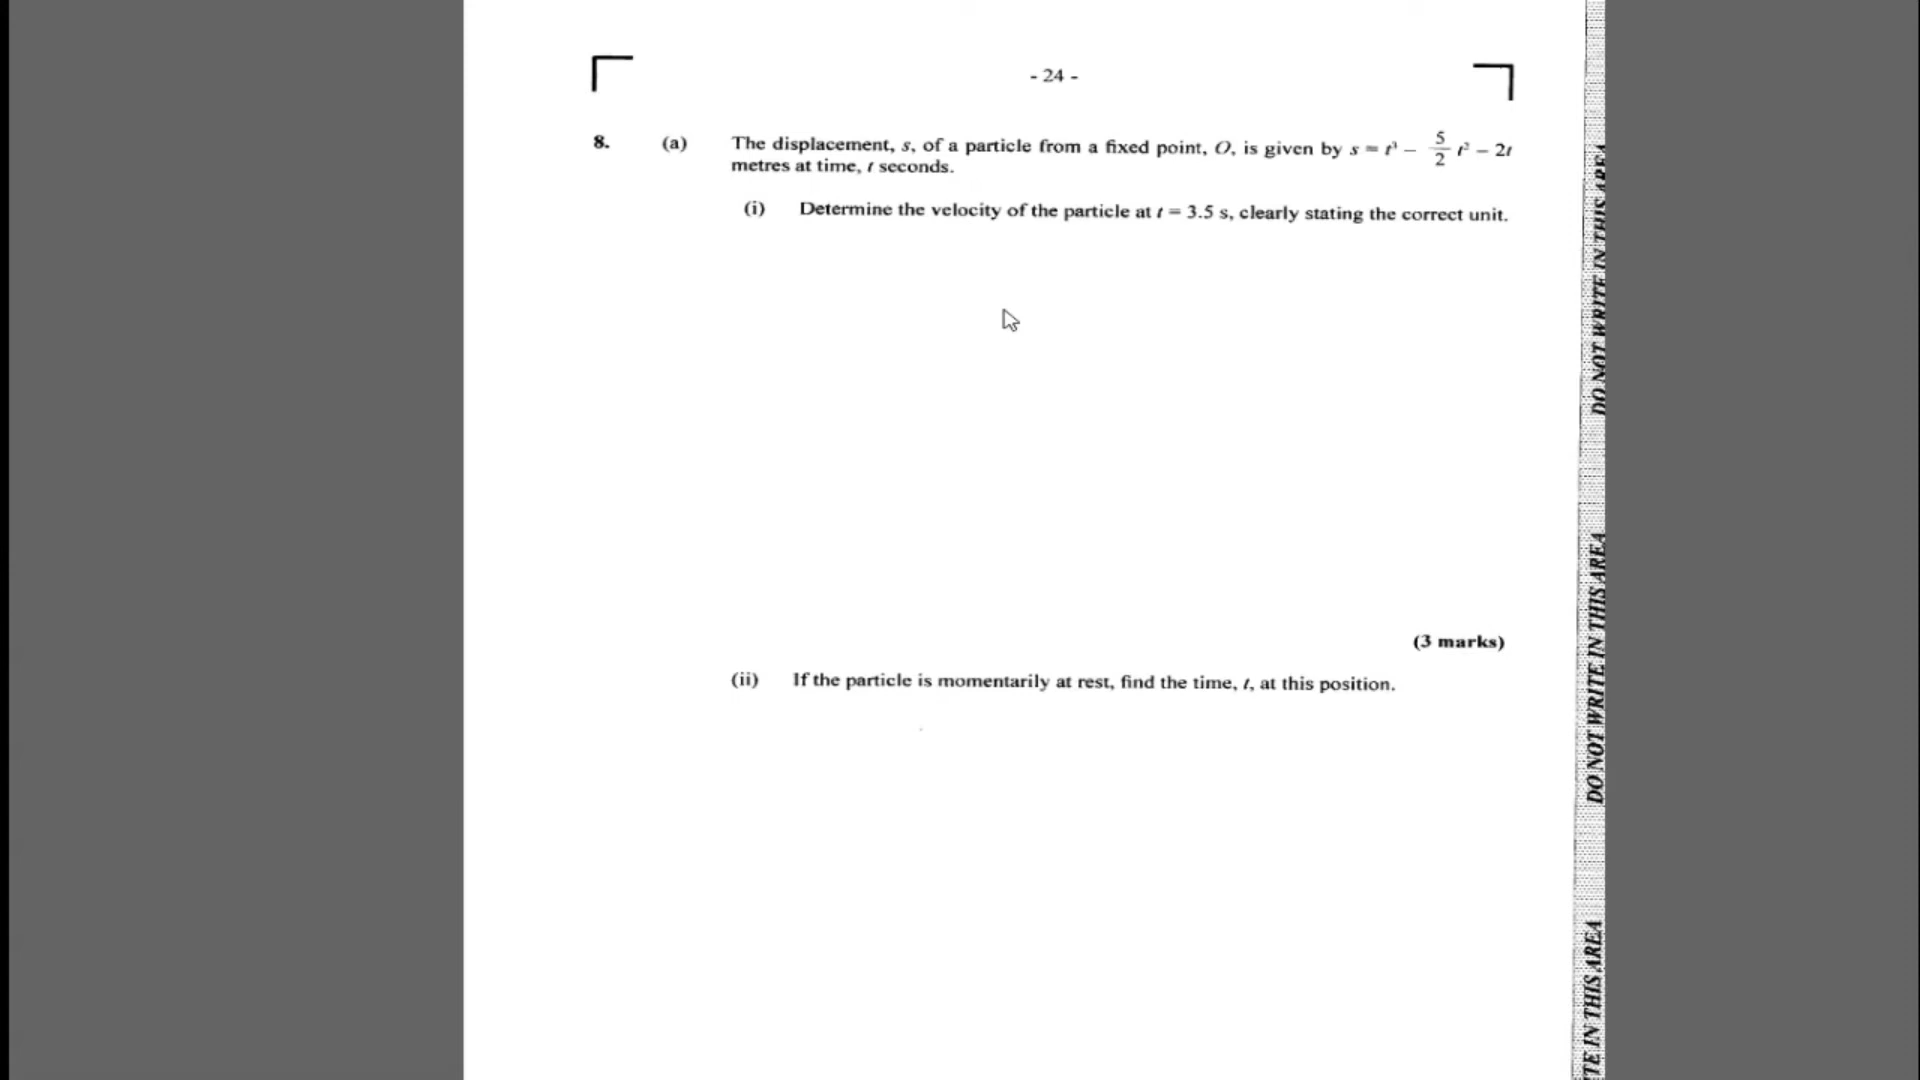 - 24 -
8. (a) The displacement, s, of a particle from a fixed point, O, is given by s = t³ – 5/2 t² – 2t
metres at time, t seconds.
(i) Determine the velocity of the particle at t = 3.5 s, clearly stating the correct unit.
(3 marks)
(ii) If the particle is momentarily at rest, find the time, t, at this position.
DO NOT WRITE IN THIS AREA
DO NOT WRITE IN THIS AREA
TE IN THIS AREA